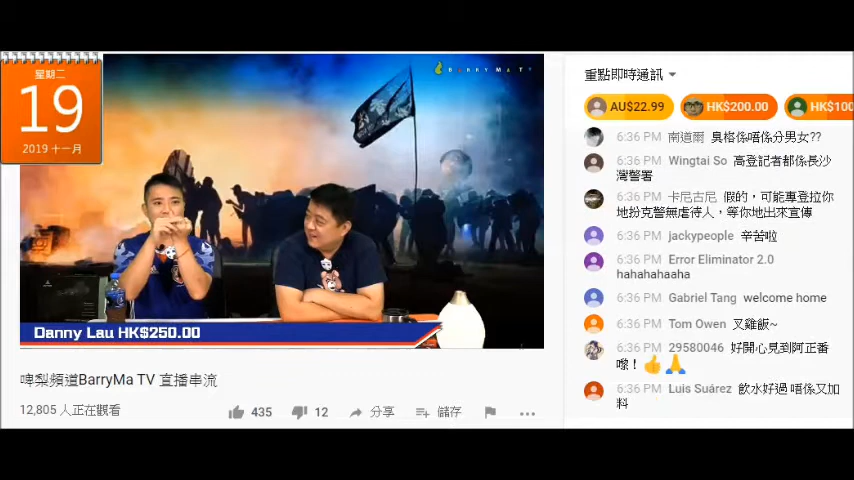 星期二
19
2019 十一月
BARRY MA TV
Danny Lau HK$250.00
啤梨頻道BarryMa TV 直播串流
12,805 人正在觀看
435
12
分享
儲存
重點即時通訊
AU$22.99
HK$200.00
HK$100
6:36 PM 南道爾 臭格係唔係分男女??
6:36 PM Wingtai So 高登記者都係長沙
灣警署
6:36 PM 卡尼古尼 假的，可能專登拉你
地扮克警無虐待人，等你地出來宣傳
6:36 PM jackypeople 辛苦啦
6:36 PM Error Eliminator 2.0
hahahahaaha
6:36 PM Gabriel Tang welcome home
6:36 PM Tom Owen 叉雞飯~
6:36 PM 29580046 好開心見到阿正番
嚟！👍🙏
6:36 PM Luis Suárez 飲水好過 唔係又加
料